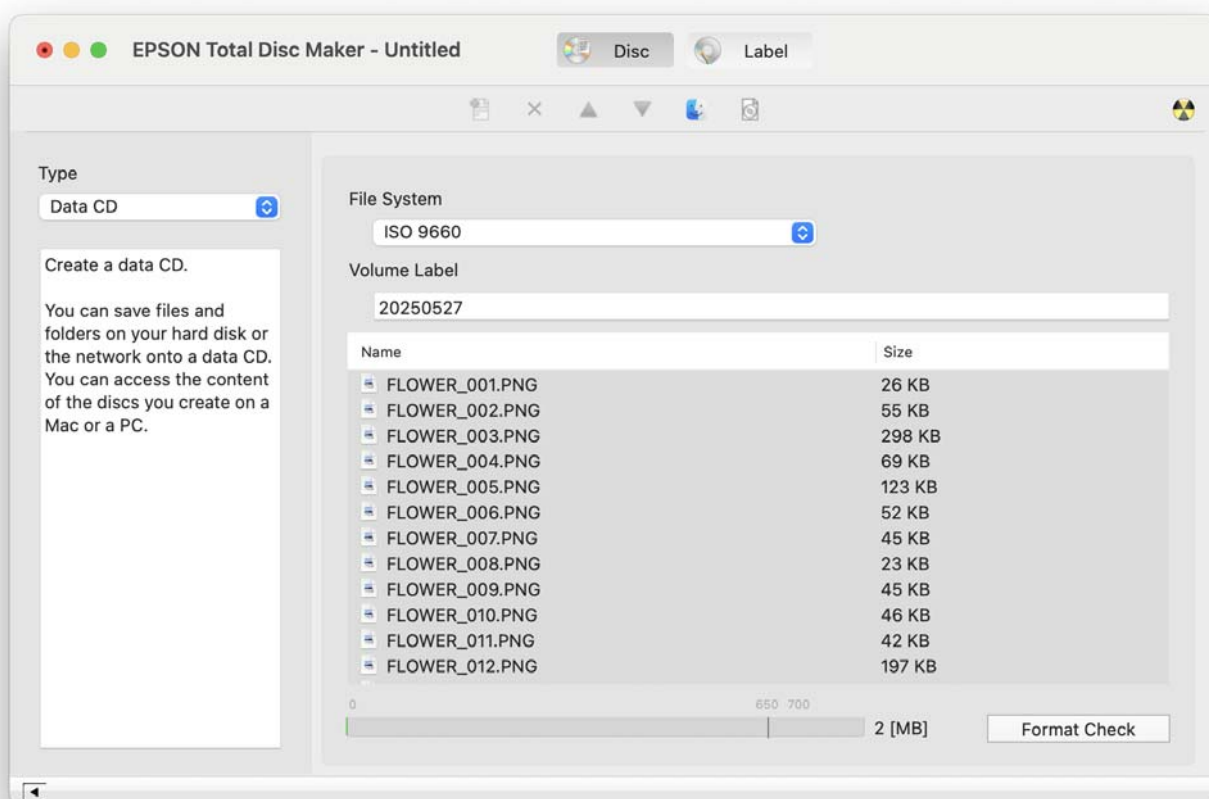 EPSON Total Disc Maker - Untitled
Disc
Label
Type
Data CD
Create a data CD.
You can save files and
folders on your hard disk or
the network onto a data CD.
You can access the content
of the discs you create on a
Mac or a PC.
File System
ISO 9660
Volume Label
20250527
Name Size
FLOWER_001.PNG 26 KB
FLOWER_002.PNG 55 KB
FLOWER_003.PNG 298 KB
FLOWER_004.PNG 69 KB
FLOWER_005.PNG 123 KB
FLOWER_006.PNG 52 KB
FLOWER_007.PNG 45 KB
FLOWER_008.PNG 23 KB
FLOWER_009.PNG 45 KB
FLOWER_010.PNG 46 KB
FLOWER_011.PNG 42 KB
FLOWER_012.PNG 197 KB
0 650 700
2 [MB]
Format Check